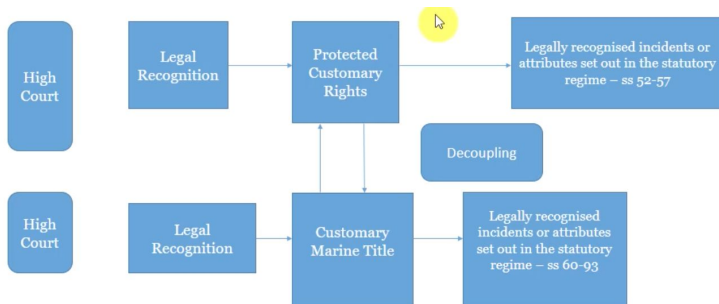 High
Court
Legal
Recognition
Protected
Customary
Rights
Legally recognised incidents or
attributes set out in the statutory
regime – ss 52-57
Decoupling
High
Court
Legal
Recognition
Customary
Marine Title
Legally recognised
incidents or attributes
set out in the statutory
regime – ss 60-93